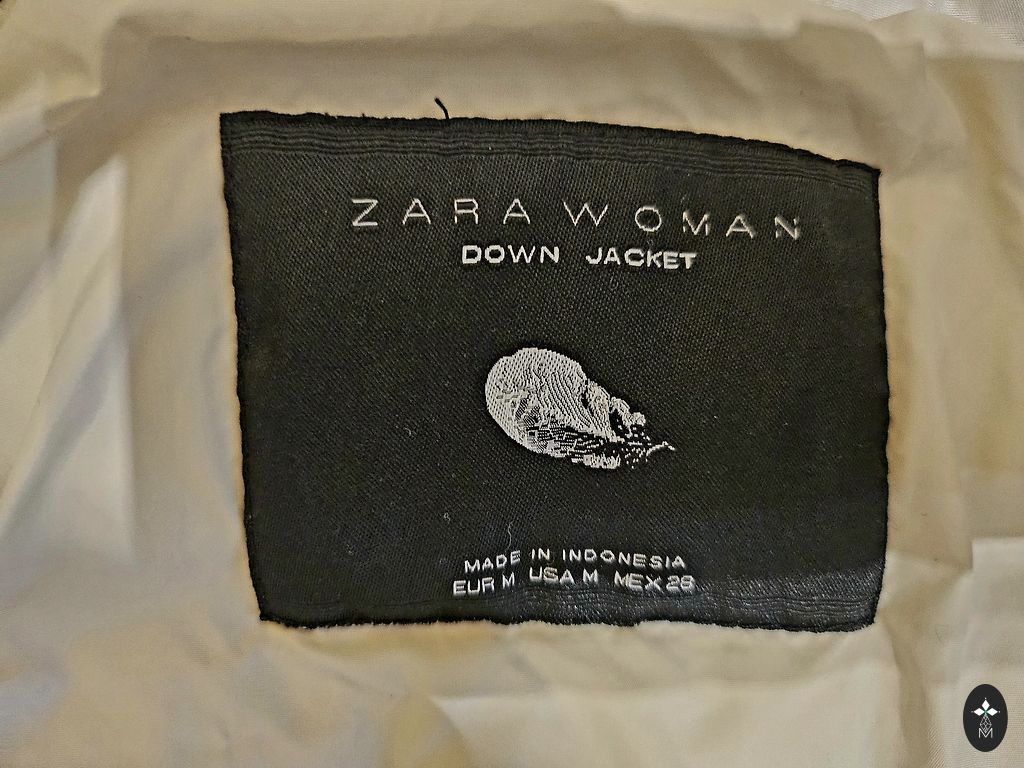 ZARA WOMAN
DOWN JACKET
MADE IN INDONESIA
EUR M USA M MEX 28
M